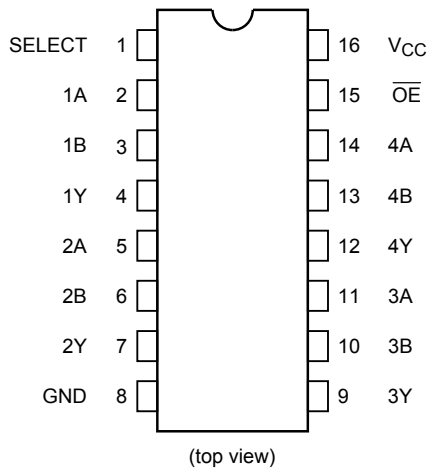 SELECT 1 16 VCC
1A 2 15 OE
1B 3 14 4A
1Y 4 13 4B
2A 5 12 4Y
2B 6 11 3A
2Y 7 10 3B
GND 8 9 3Y
(top view)